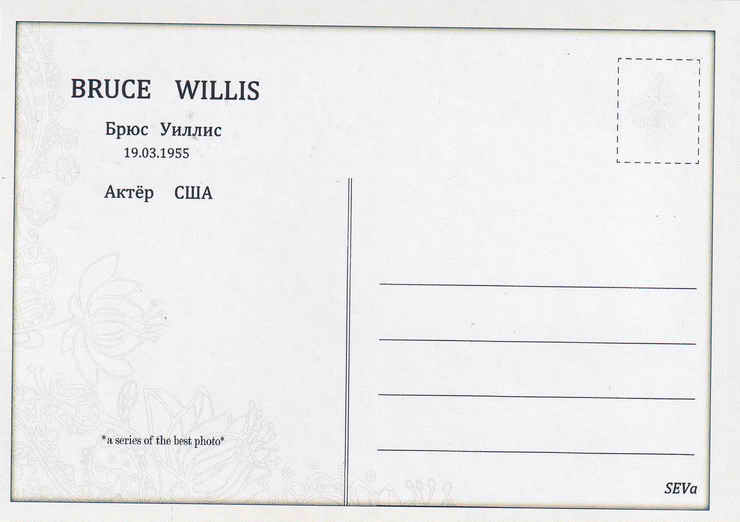 BRUCE WILLIS
Брюс Уиллис
19.03.1955
Актёр США
*a series of the best photo*
SEVa